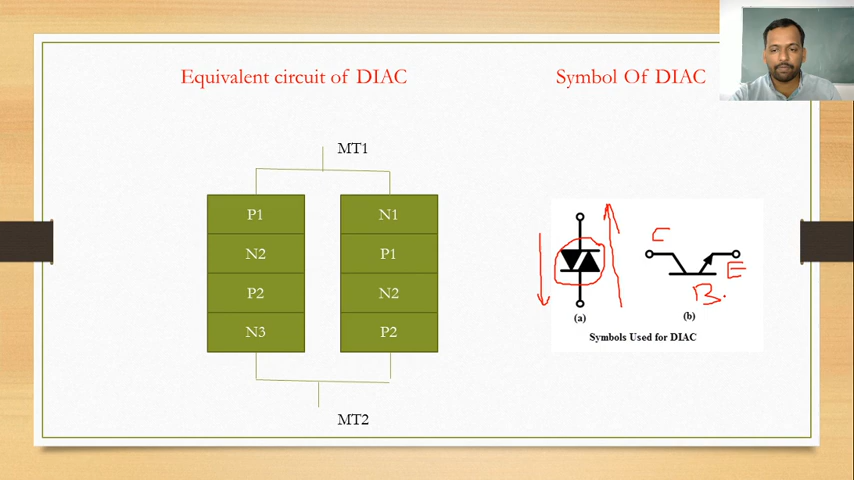 Equivalent circuit of DIAC
Symbol Of DIAC
MT1
P1 N1
N2 P1
P2 N2
N3 P2
MT2
C
E
B.
(a)
(b)
Symbols Used for DIAC